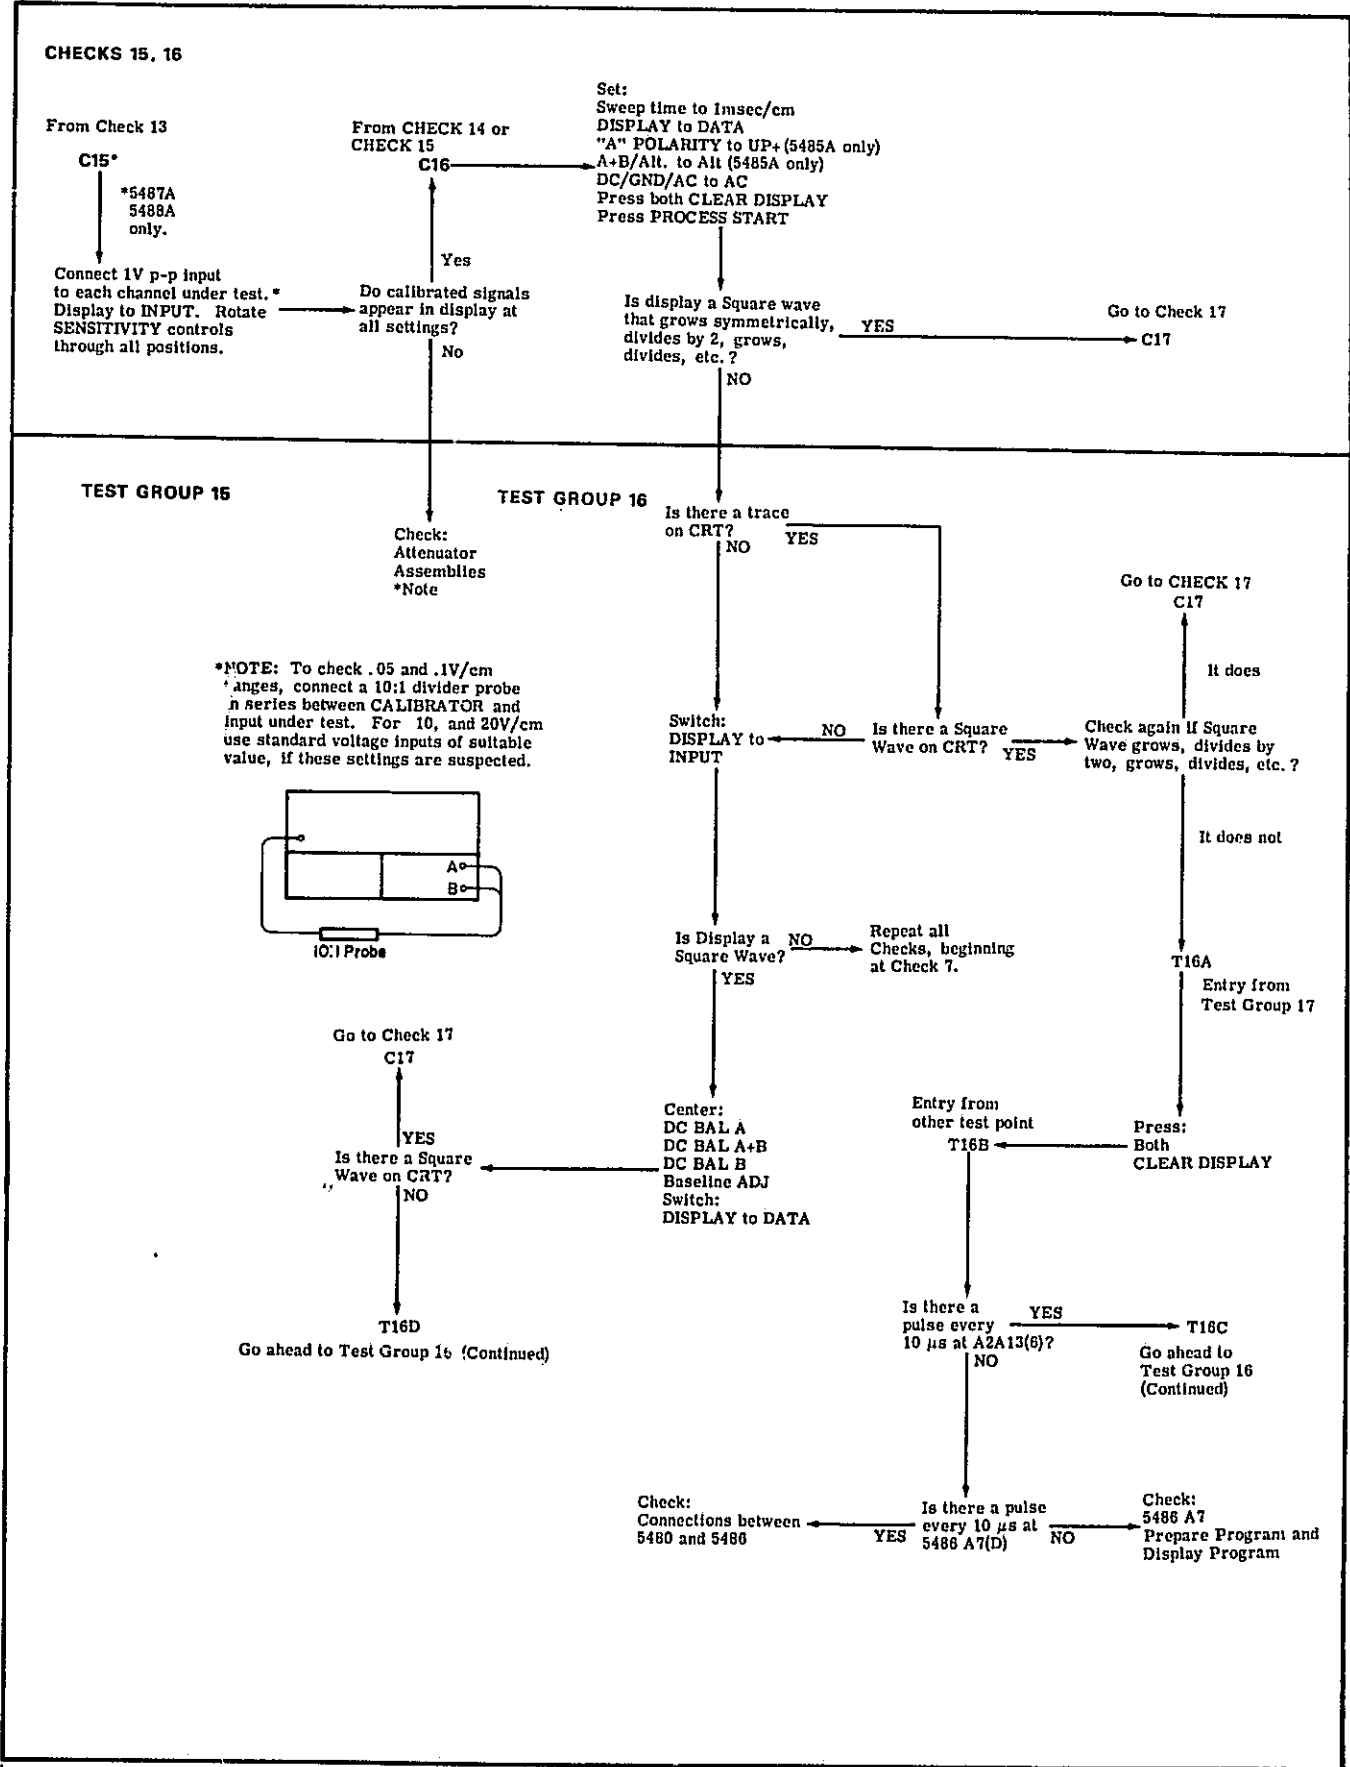 CHECKS 15, 16
From Check 13
C15*
*5487A
5488A
only.
Connect 1V p-p input
to each channel under test.*
Display to INPUT. Rotate
SENSITIVITY controls
through all positions.
From CHECK 14 or
CHECK 15
C16
Yes
Do calibrated signals
appear in display at
all settings?
No
Set:
Sweep time to 1msec/cm
DISPLAY to DATA
"A" POLARITY to UP+ (5485A only)
A+B/Alt. to Alt (5485A only)
DC/GND/AC to AC
Press both CLEAR DISPLAY
Press PROCESS START
Is display a Square wave
that grows symmetrically,
divides by 2, grows,
divides, etc.?
YES
NO
Go to Check 17
C17
TEST GROUP 15
Check:
Attenuator
Assemblies
*Note
*NOTE: To check .05 and .1V/cm
anges, connect a 10:1 divider probe
n series between CALIBRATOR and
input under test. For 10, and 20V/cm
use standard voltage inputs of suitable
value, if these settings are suspected.
A
B
10:1 Probe
TEST GROUP 16
Is there a trace
on CRT?
YES
NO
Switch:
DISPLAY to
INPUT
NO
Is there a Square
Wave on CRT?
YES
Go to CHECK 17
C17
It does
Check again if Square
Wave grows, divides by
two, grows, divides, etc.?
It does not
Is Display a
Square Wave?
NO
YES
Repeat all
Checks, beginning
at Check 7.
T16A
Entry from
Test Group 17
Go to Check 17
C17
YES
Is there a Square
Wave on CRT?
NO
Center:
DC BAL A
DC BAL A+B
DC BAL B
Baseline ADJ
Switch:
DISPLAY to DATA
Entry from
other test point
T16B
Press:
Both
CLEAR DISPLAY
T16D
Go ahead to Test Group 16 (Continued)
Is there a
pulse every
10 μs at A2A13(6)?
YES
NO
T16C
Go ahead to
Test Group 16
(Continued)
Check:
Connections between
5480 and 5486
YES
Is there a pulse
every 10 μs at
5486 A7(D)
NO
Check:
5486 A7
Prepare Program and
Display Program